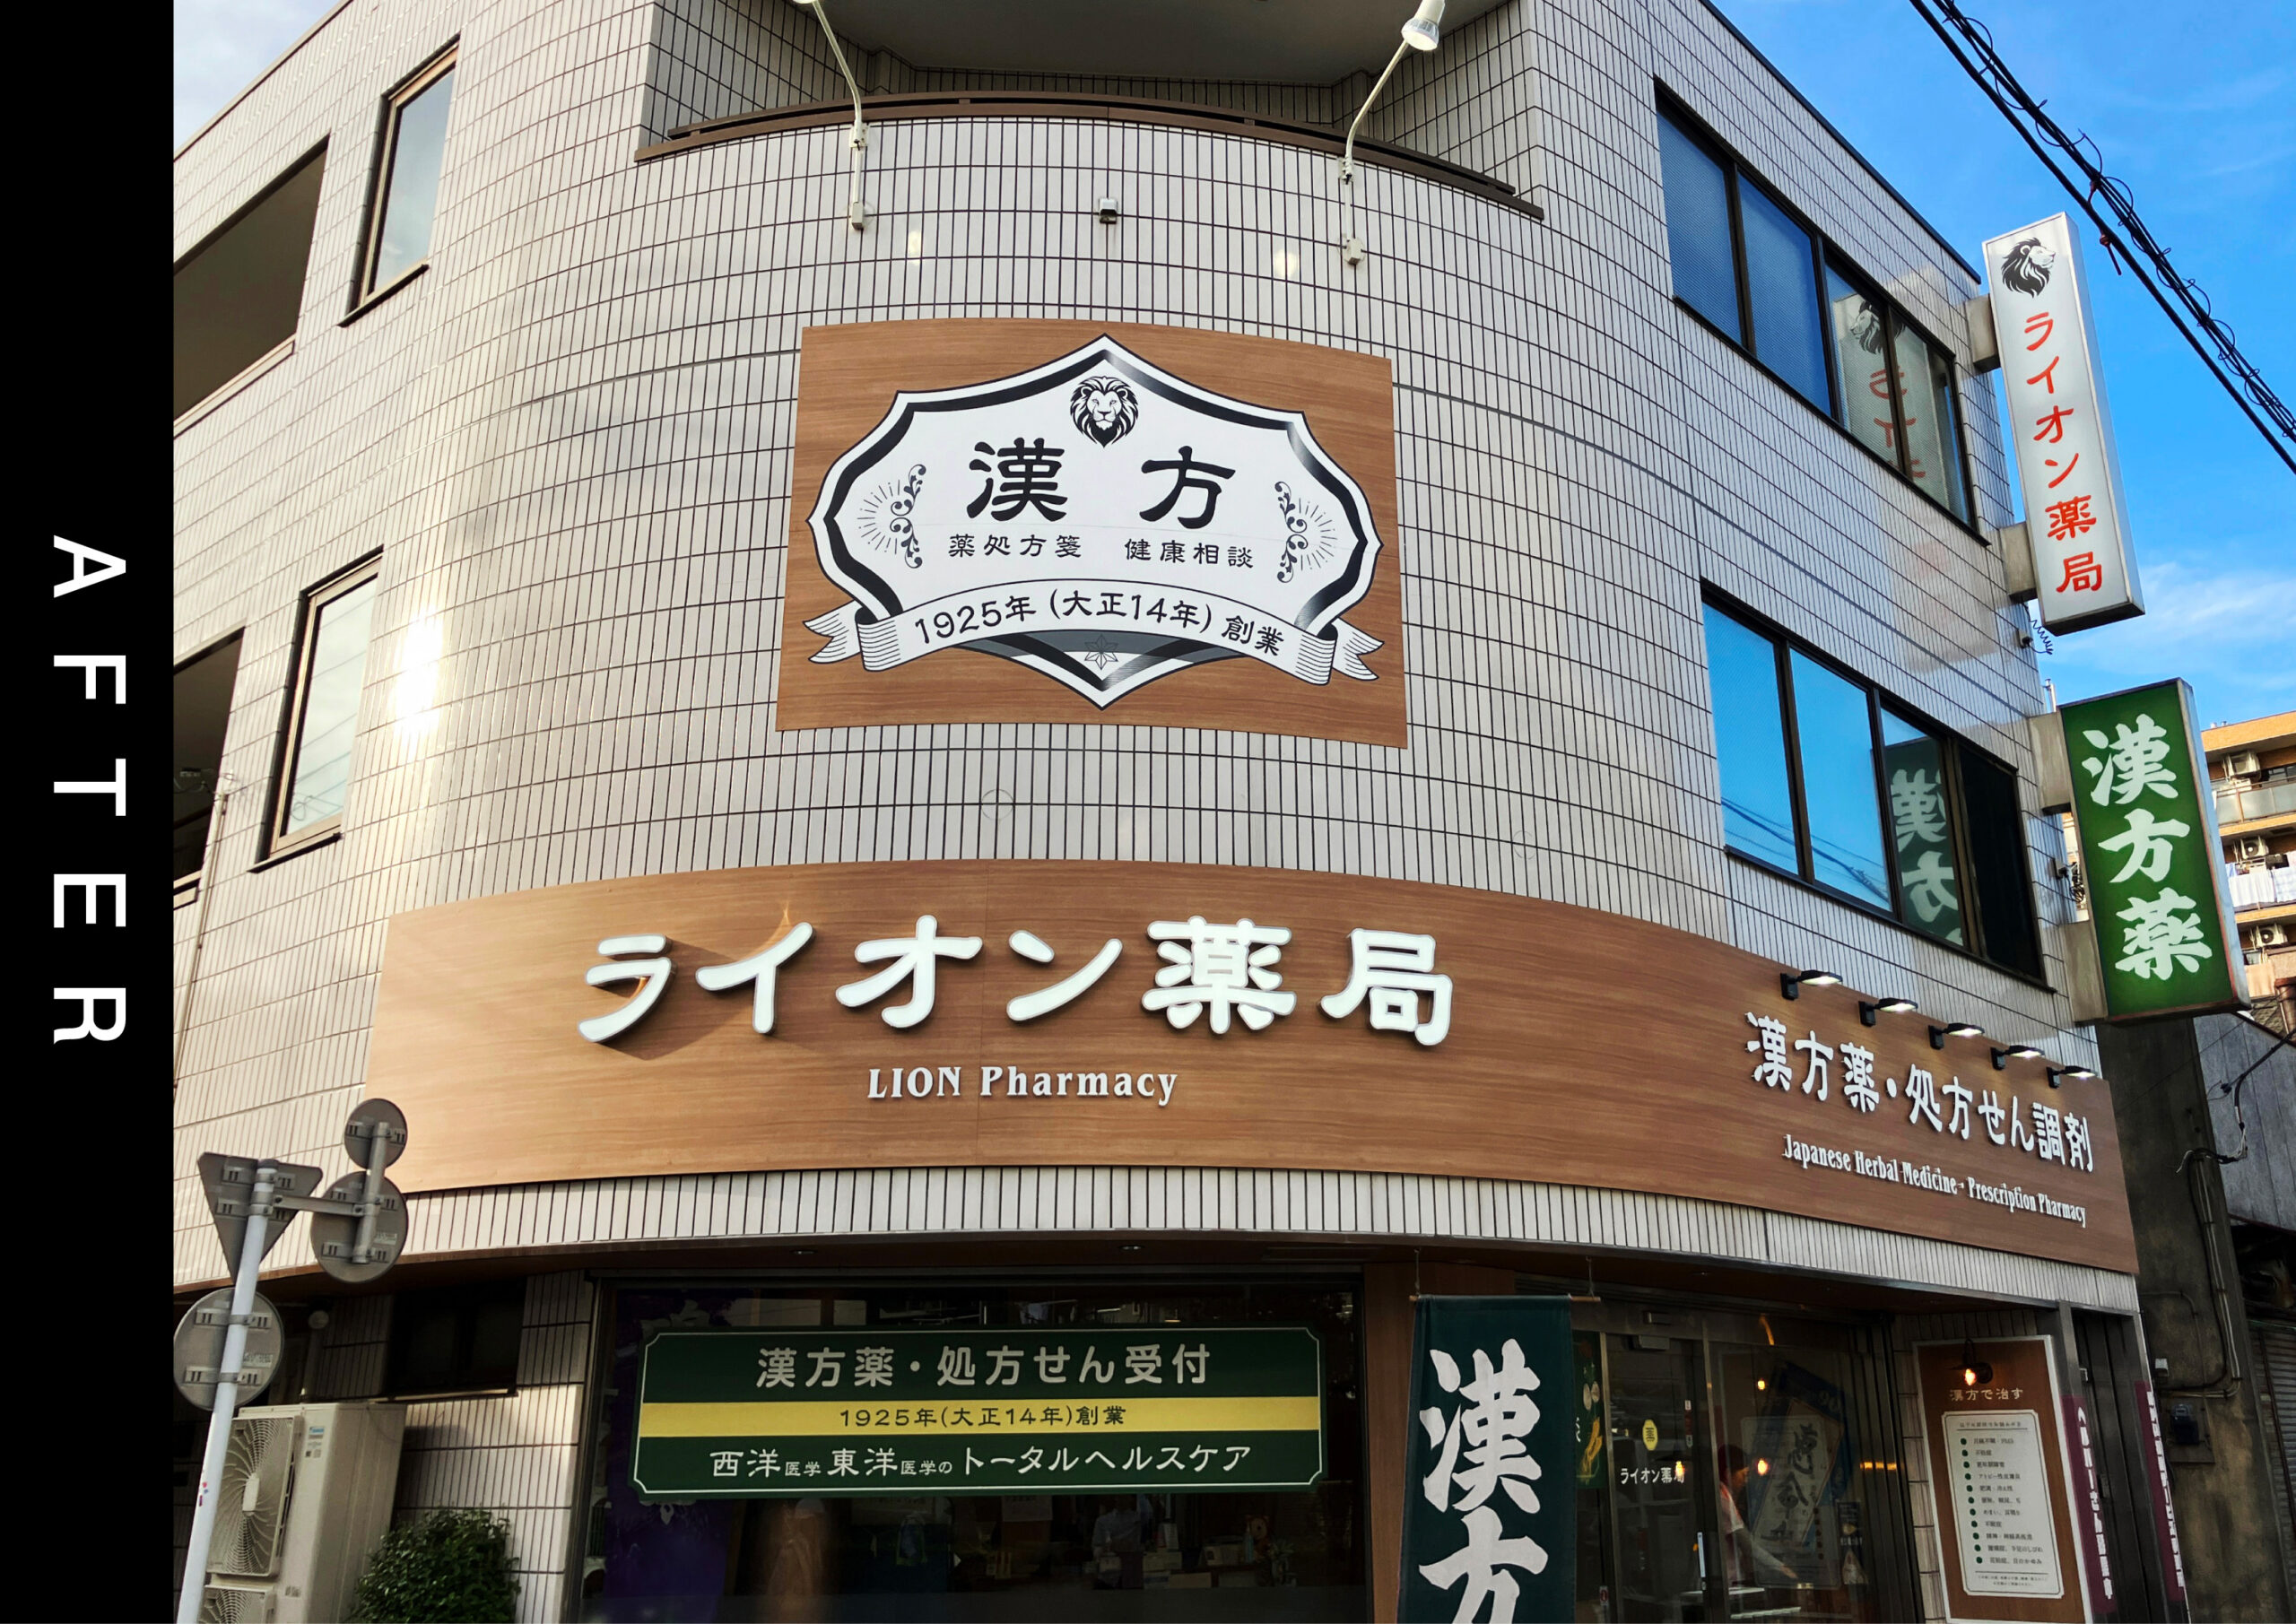 AFTER
漢方
薬処方箋 健康相談
1925年 (大正14年) 創業
ライオン薬局
漢方薬
ライオン薬局
LION Pharmacy
漢方薬・処方せん調剤
Japanese Herbal Medicine・Prescription Pharmacy
漢方薬・処方せん受付
1925年(大正14年)創業
西洋医学 東洋医学の トータルヘルスケア
漢方
薬
ライオン薬局
漢方で治す